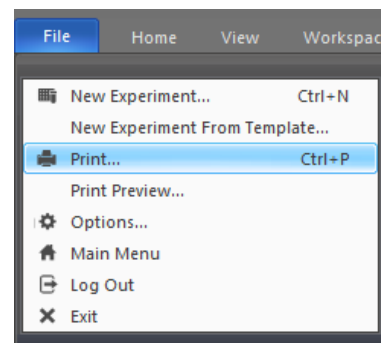 File Home View Workspac
New Experiment... Ctrl+N
New Experiment From Template...
Print... Ctrl+P
Print Preview...
Options...
Main Menu
Log Out
Exit